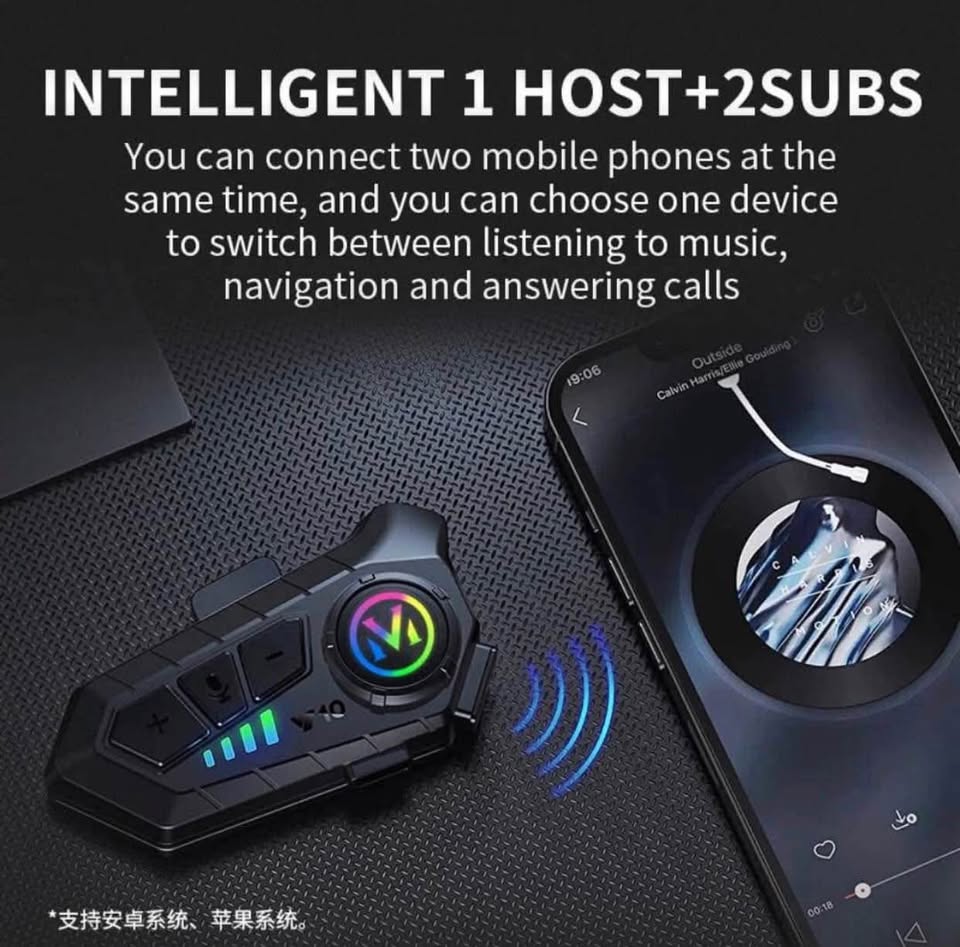 INTELLIGENT 1 HOST+2SUBS
You can connect two mobile phones at the
same time, and you can choose one device
to switch between listening to music,
navigation and answering calls
19:06
Outside
Calvin Harris/Ellie Goulding
CALVIN
HARRIS
MOTION
V-10
00:18
*支持安卓系统、苹果系统。